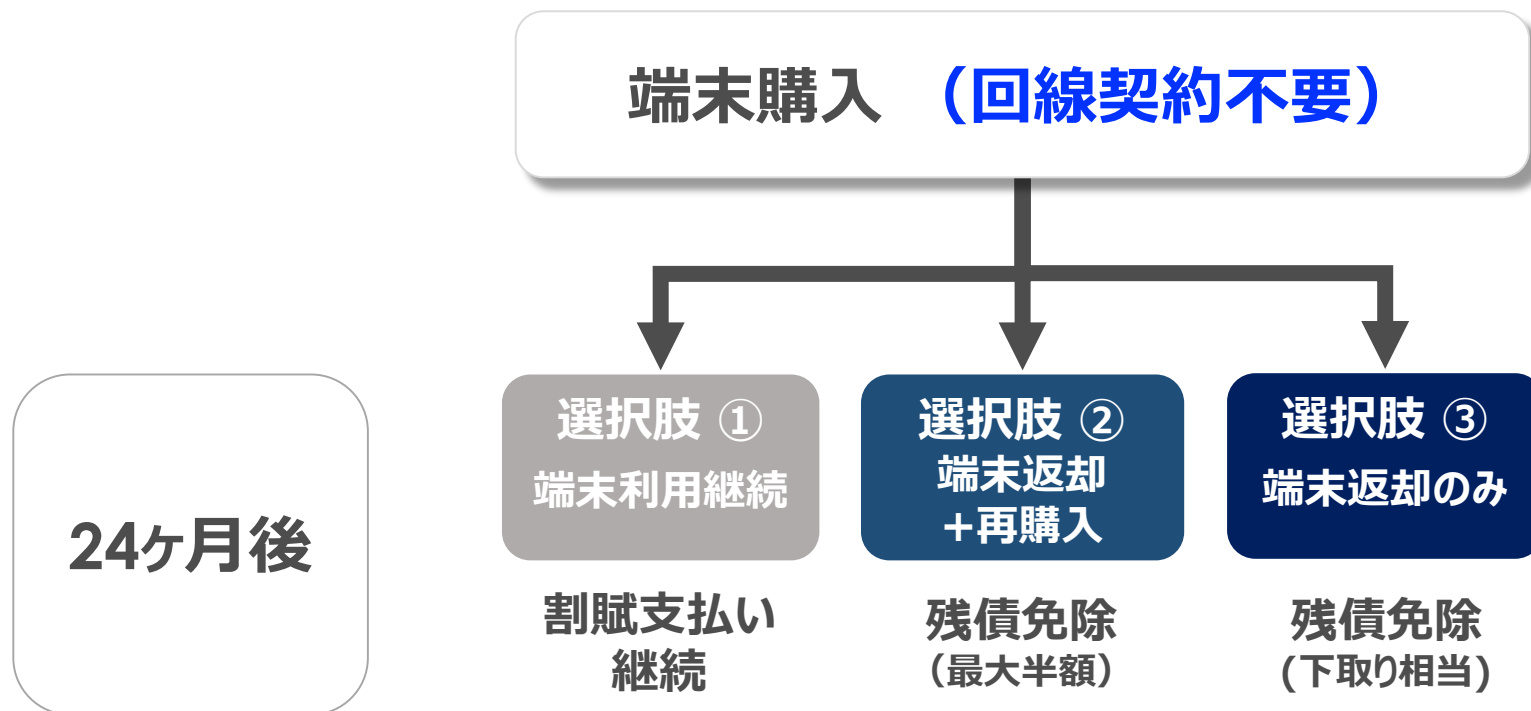 端末購入 （回線契約不要）
24ヶ月後
選択肢 ①
端末利用継続
割賦支払い
継続
選択肢 ②
端末返却
+再購入
残債免除
（最大半額）
選択肢 ③
端末返却のみ
残債免除
(下取り相当)